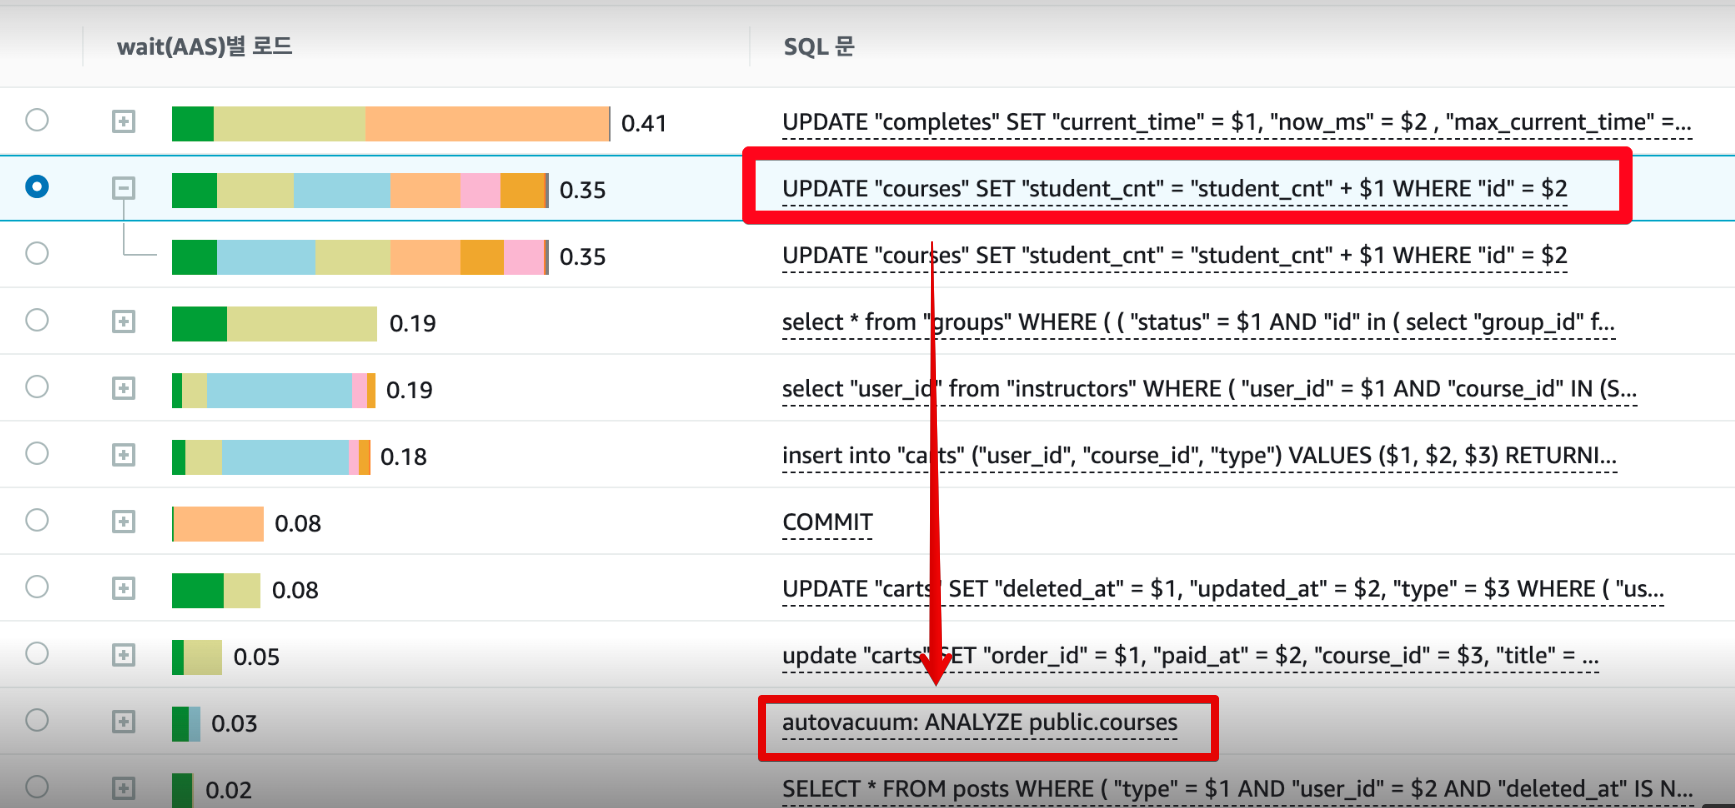 wait(AAS)별 로드 SQL 문
0.41 UPDATE "completes" SET "current_time" = $1, "now_ms" = $2 , "max_current_time" =...
0.35 UPDATE "courses" SET "student_cnt" = "student_cnt" + $1 WHERE "id" = $2
0.35 UPDATE "courses" SET "student_cnt" = "student_cnt" + $1 WHERE "id" = $2
0.19 select * from "groups" WHERE ( ( "status" = $1 AND "id" in ( select "group_id" f...
0.19 select "user_id" from "instructors" WHERE ( "user_id" = $1 AND "course_id" IN (S...
0.18 insert into "carts" ("user_id", "course_id", "type") VALUES ($1, $2, $3) RETURNI...
0.08 COMMIT
0.08 UPDATE "carts" SET "deleted_at" = $1, "updated_at" = $2, "type" = $3 WHERE ( "us...
0.05 update "carts" SET "order_id" = $1, "paid_at" = $2, "course_id" = $3, "title" = ...
0.03 autovacuum: ANALYZE public.courses
0.02 SELECT * FROM posts WHERE ( "type" = $1 AND "user_id" = $2 AND "deleted_at" IS N...